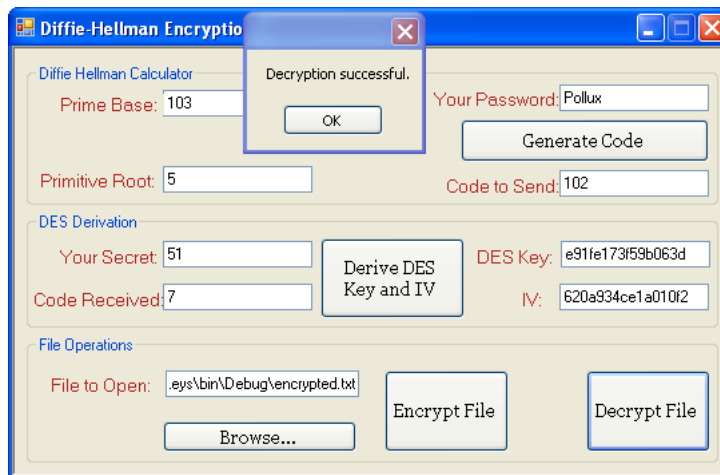 Diffie-Hellman Encryptio
Decryption successful.
OK
Diffie Hellman Calculator
Prime Base: 103
Your Password: Pollux
Generate Code
Primitive Root: 5
Code to Send: 102
DES Derivation
Your Secret: 51
Derive DES
Key and IV
DES Key: e91fe173f59b063d
Code Received: 7
IV: 620a934ce1a010f2
File Operations
File to Open: .eys\bin\Debug\encrypted.txt
Encrypt File
Decrypt File
Browse...